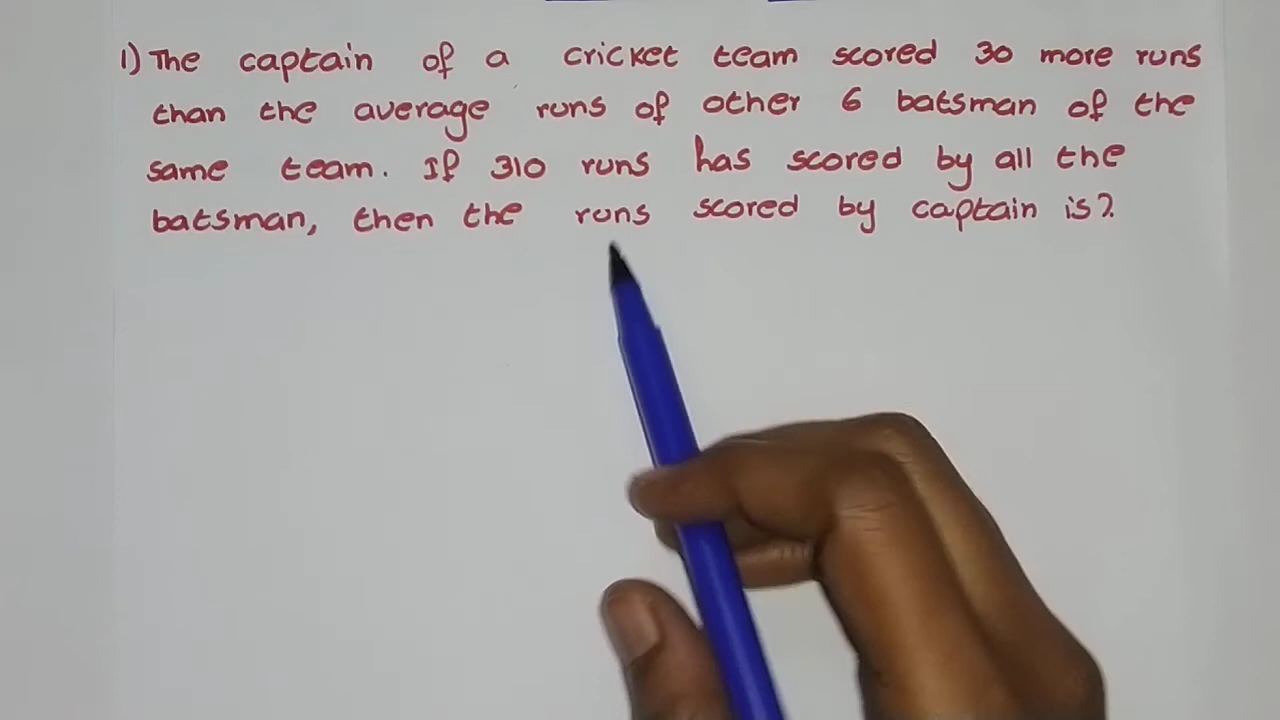 1) The captain of a cricket team scored 30 more runs
than the average runs of other 6 batsman of the
same team. If 310 runs has scored by all the
batsman, then the runs scored by captain is?